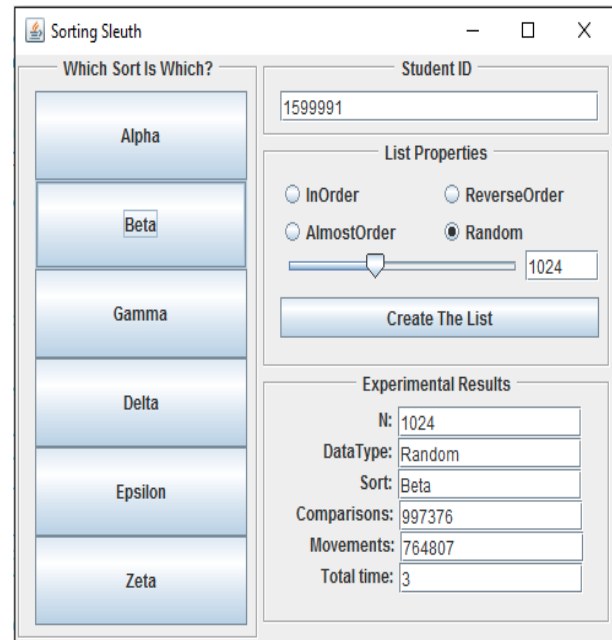 Sorting Sleuth
Which Sort Is Which?
Alpha
Beta
Gamma
Delta
Epsilon
Zeta
Student ID
1599991
List Properties
InOrder
ReverseOrder
AlmostOrder
Random
1024
Create The List
Experimental Results
N: 1024
DataType: Random
Sort: Beta
Comparisons: 997376
Movements: 764807
Total time: 3